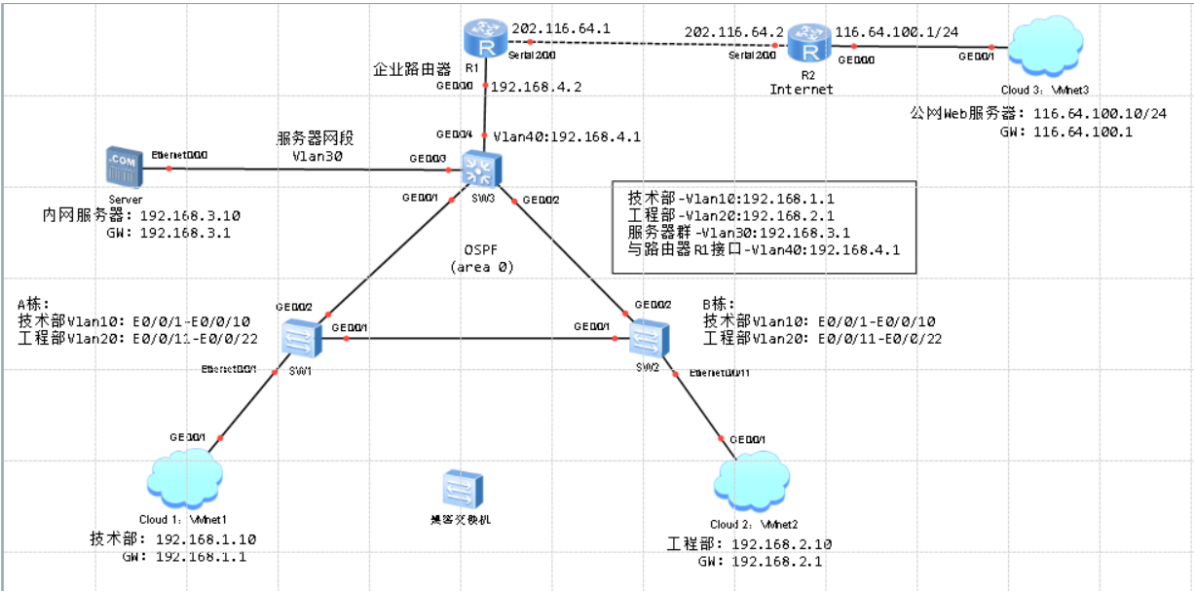 202.116.64.1
202.116.64.2
116.64.100.1/24
R
R
Serial2/0/0
Serial2/0/0
GE0/0/0
GE0/0/1
企业路由器
R1
R2
Internet
GE0/0/0
192.168.4.2
Cloud 3：VMnet3
公网Web服务器：116.64.100.10/24
GW：116.64.100.1
服务器网段
Vlan30
GE0/0/4
Vlan40:192.168.4.1
.COM
Ethernet0/0/0
GE0/0/3
Server
内网服务器：192.168.3.10
GW：192.168.3.1
GE0/0/1
SW3
GE0/0/2
技术部-Vlan10:192.168.1.1
工程部-Vlan20:192.168.2.1
服务器群-Vlan30:192.168.3.1
与路由器R1接口-Vlan40:192.168.4.1
OSPF
(area 0)
A栋：
技术部Vlan10：E0/0/1-E0/0/10
工程部Vlan20：E0/0/11-E0/0/22
GE0/0/2
GE0/0/1
GE0/0/1
GE0/0/2
B栋：
技术部Vlan10：E0/0/1-E0/0/10
工程部Vlan20：E0/0/11-E0/0/22
Ethernet0/0/1
SW1
SW2
Ethernet0/0/11
GE0/0/1
GE0/0/1
Cloud 1：VMnet1
技术部：192.168.1.10
GW：192.168.1.1
Cloud 2：VMnet2
工程部：192.168.2.10
GW：192.168.2.1